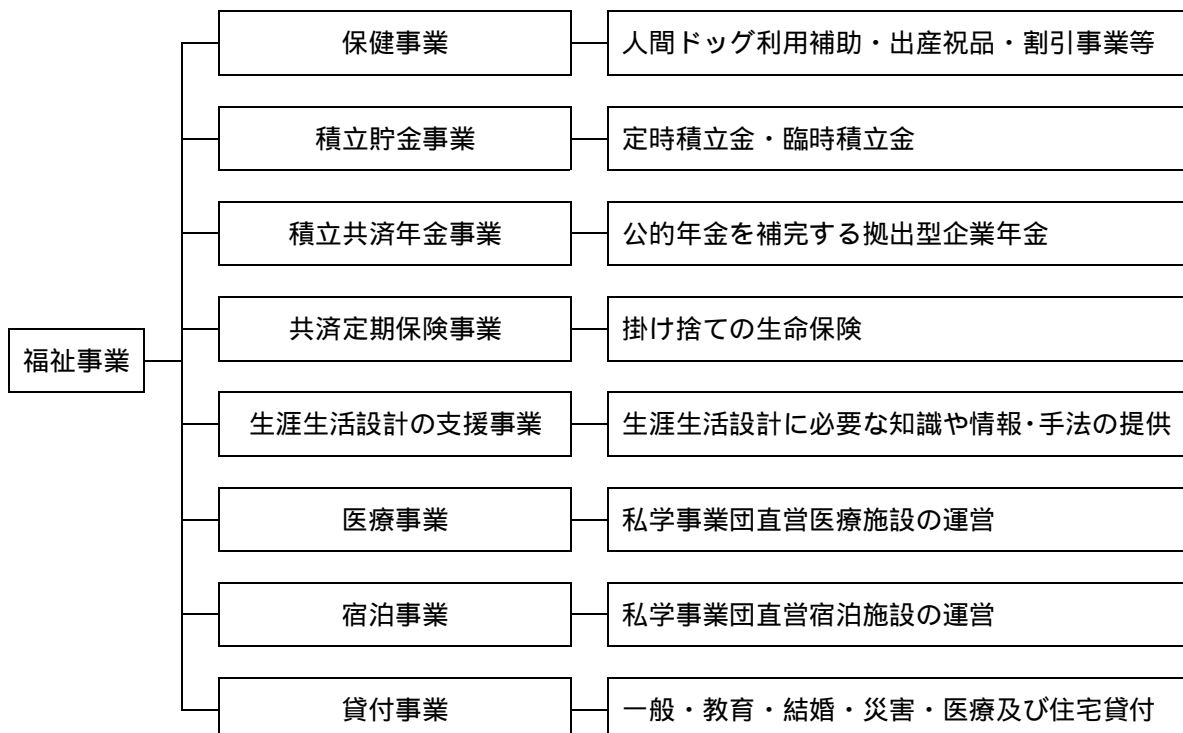 福祉事業
保健事業
人間ドッグ利用補助・出産祝品・割引事業等
積立貯金事業
定時積立金・臨時積立金
積立共済年金事業
公的年金を補完する拠出型企業年金
共済定期保険事業
掛け捨ての生命保険
生涯生活設計の支援事業
生涯生活設計に必要な知識や情報・手法の提供
医療事業
私学事業団直営医療施設の運営
宿泊事業
私学事業団直営宿泊施設の運営
貸付事業
一般・教育・結婚・災害・医療及び住宅貸付